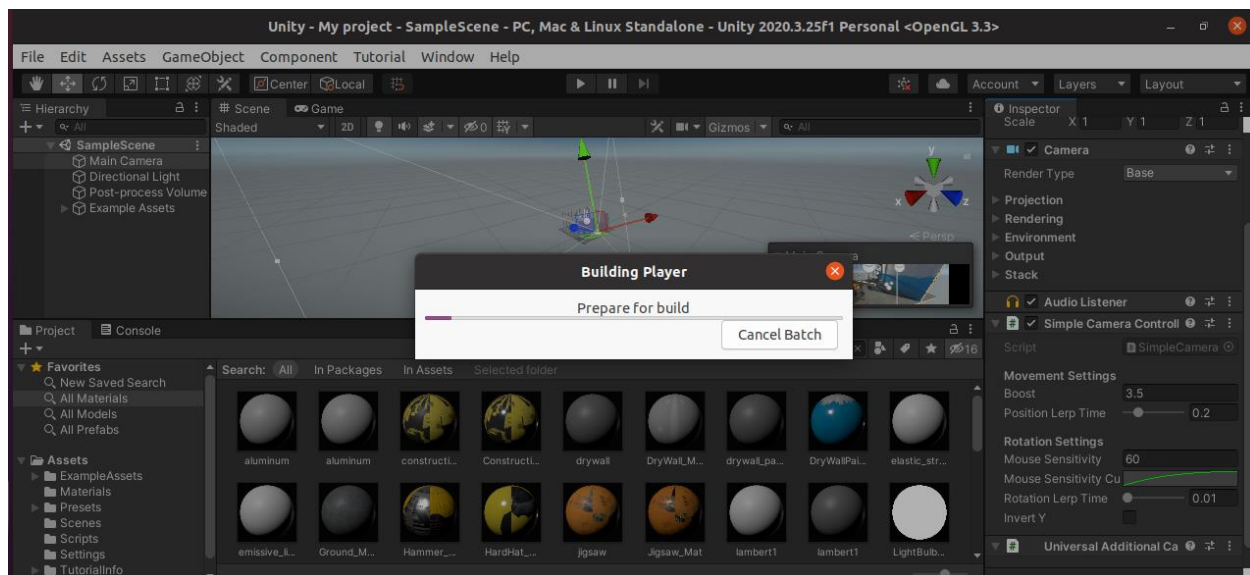 Unity - My project - SampleScene - PC, Mac & Linux Standalone - Unity 2020.3.25f1 Personal <OpenGL 3.3>
File Edit Assets GameObject Component Tutorial Window Help
Center Local Account Layers Layout
Hierarchy
All
SampleScene
Main Camera
Directional Light
Post-process Volume
Example Assets
# Scene Game
Shaded 2D 0 Gizmos All
y
x z
Persp
Building Player
Prepare for build
Cancel Batch
Project Console
16
Favorites
New Saved Search
All Materials
All Models
All Prefabs
Assets
ExampleAssets
Materials
Presets
Scenes
Scripts
Settings
TutorialInfo
Search: All In Packages In Assets Selected folder
aluminum aluminum constructi... Constructi... drywall DryWall_M... drywall_pa... DryWallPai... elastic_str...
emissive_li... Ground_M... Hammer_... HardHat_... jigsaw Jigsaw_Mat lambert1 lambert1 LightBulb...
Inspector
Scale X 1 Y 1 Z 1
Camera
Render Type Base
Projection
Rendering
Environment
Output
Stack
Audio Listener
# Simple Camera Controll
Script SimpleCamera
Movement Settings
Boost 3.5
Position Lerp Time 0.2
Rotation Settings
Mouse Sensitivity 60
Mouse Sensitivity Cu
Rotation Lerp Time 0.01
Invert Y
# Universal Additional Ca